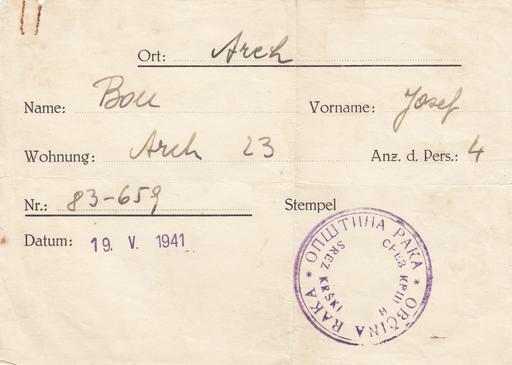 Ort: Arch
Name: Bou Vorname: Josef
Wohnung: Arch 23 Anz. d. Pers.: 4
Nr.: 83-659 Stempel
Datum: 19. V. 1941
* ОПШТИНА РАКА * OBČINA RAKA
СРЕЗ КРШКИ SREZ KRŠKI